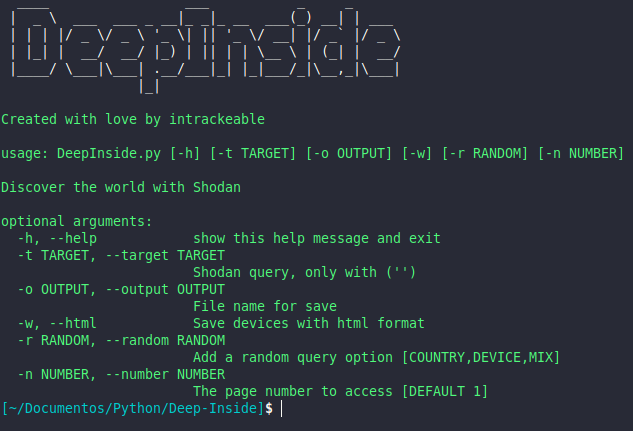 DeepInside
Created with love by intrackeable
usage: DeepInside.py [-h] [-t TARGET] [-o OUTPUT] [-w] [-r RANDOM] [-n NUMBER]
Discover the world with Shodan
optional arguments:
-h, --help show this help message and exit
-t TARGET, --target TARGET
Shodan query, only with ('')
-o OUTPUT, --output OUTPUT
File name for save
-w, --html Save devices with html format
-r RANDOM, --random RANDOM
Add a random query option [COUNTRY,DEVICE,MIX]
-n NUMBER, --number NUMBER
The page number to access [DEFAULT 1]
[~/Documentos/Python/Deep-Inside]$